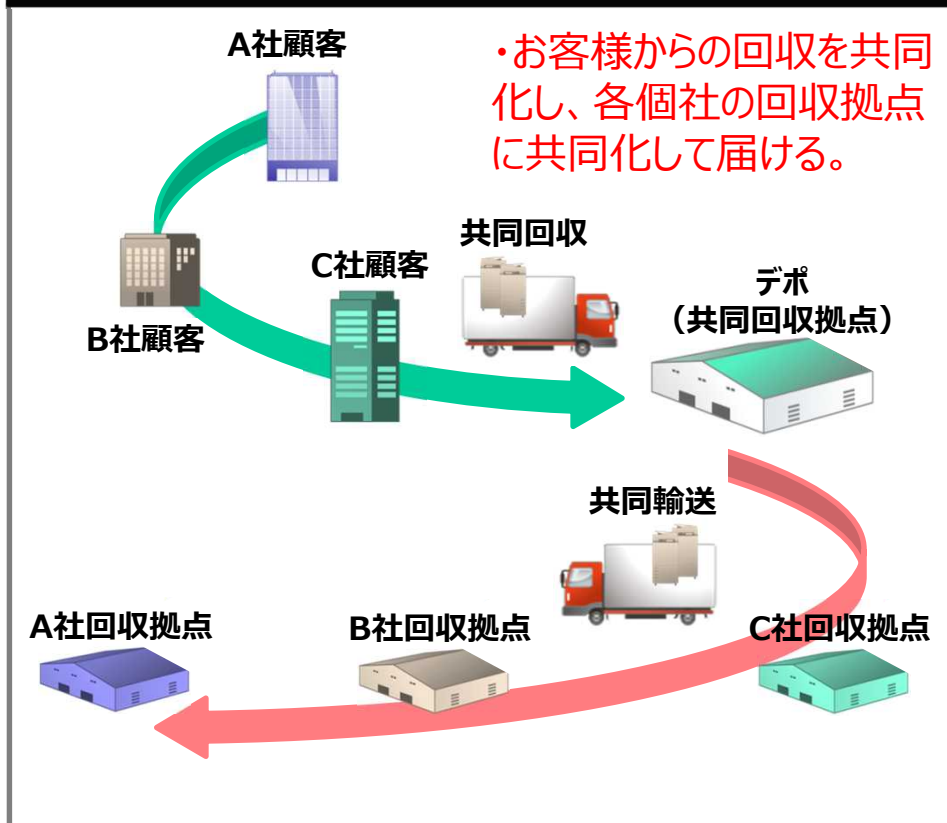 A社顧客
・お客様からの回収を共同
化し、各個社の回収拠点
に共同化して届ける。
共同回収
C社顧客
デポ
（共同回収拠点）
B社顧客
共同輸送
A社回収拠点
B社回収拠点
C社回収拠点